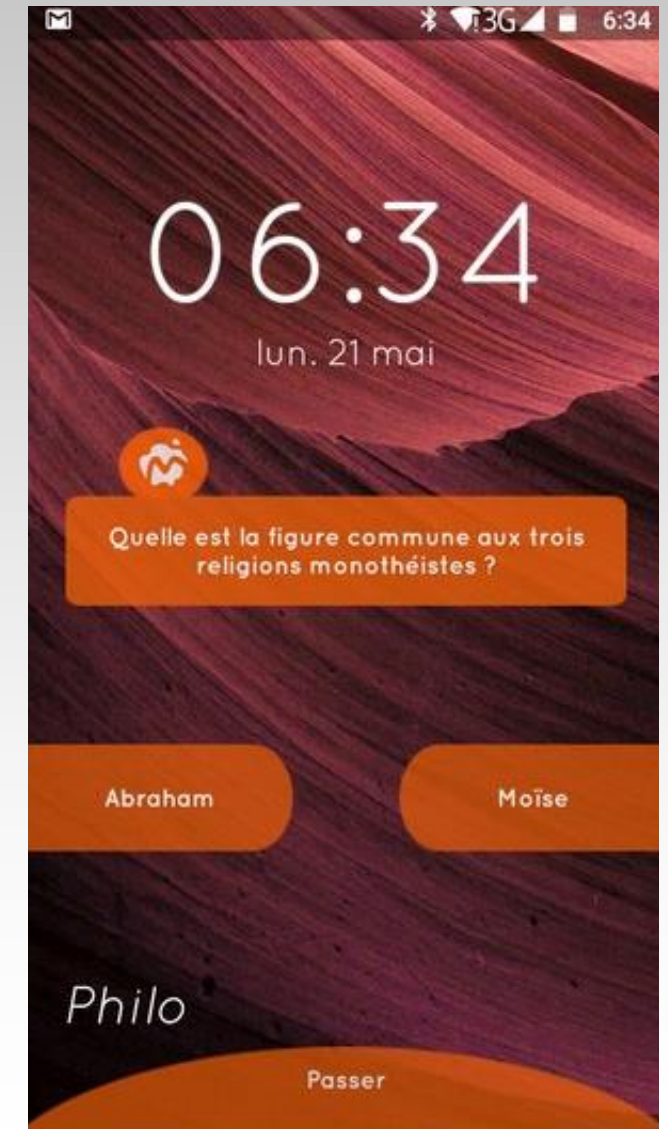 3G 6:34
06:34
lun. 21 mai
Quelle est la figure commune aux trois
religions monothéistes ?
Abraham
Moïse
Philo
Passer